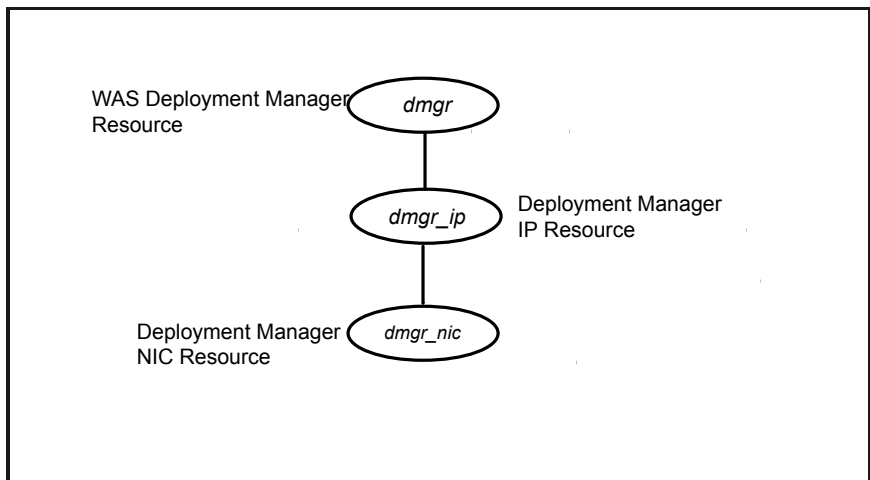 WAS Deployment Manager
Resource
dmgr
dmgr_ip
Deployment Manager
IP Resource
Deployment Manager
NIC Resource
dmgr_nic